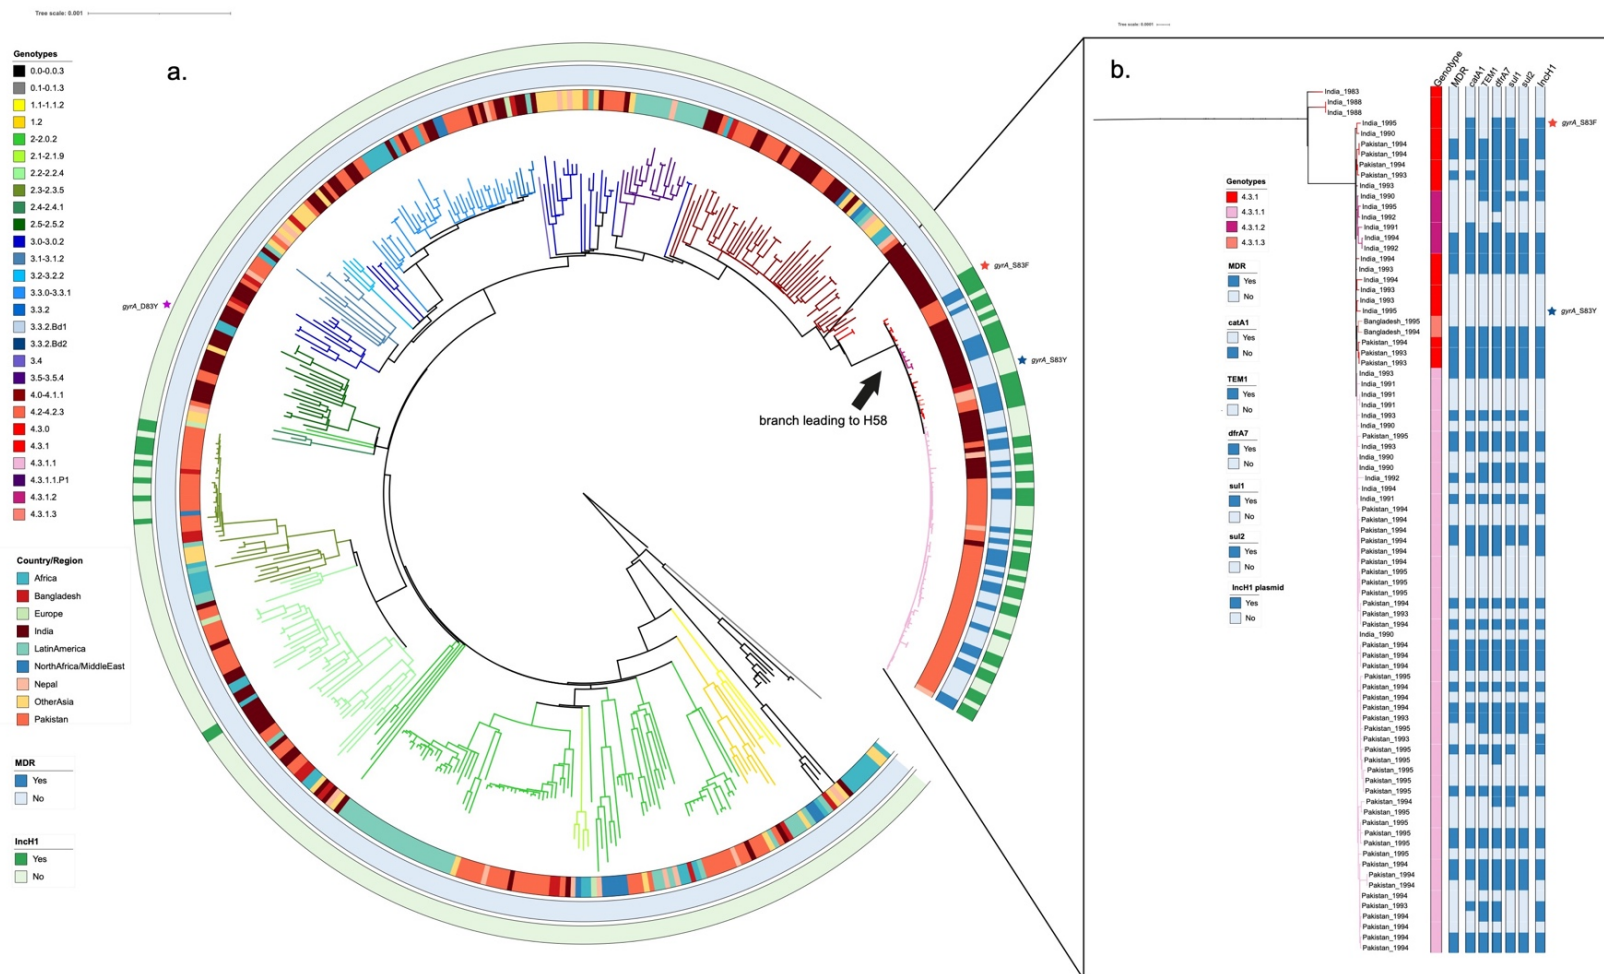 Tree scale: 0.001
a.
Genotypes
0.0-0.0.3
0.1-0.1.3
1.1-1.1.2
1.2
2-2.0.2
2.1-2.1.9
2.2-2.2.4
2.3-2.3.5
2.4-2.4.1
2.5-2.5.2
3.0-3.0.2
3.1-3.1.2
3.2-3.2.2
3.3.0-3.3.1
3.3.2
3.3.2.Bd1
3.3.2.Bd2
3.4
3.5-3.5.4
4.0-4.1.1
4.2-4.2.3
4.3.0
4.3.1
4.3.1.1
4.3.1.1.P1
4.3.1.2
4.3.1.3
Country/Region
Africa
Bangladesh
Europe
India
LatinAmerica
NorthAfrica/MiddleEast
Nepal
OtherAsia
Pakistan
MDR
Yes
No
IncH1
Yes
No
gyrA_D83Y
gyrA_S83F
gyrA_S83Y
branch leading to H58
Tree scale: 0.0001
b.
Genotypes
4.3.1
4.3.1.1
4.3.1.2
4.3.1.3
MDR
Yes
No
catA1
Yes
No
TEM1
Yes
No
dfrA7
Yes
No
sul1
Yes
No
sul2
Yes
No
IncH1 plasmid
Yes
No
Genotype
MDR
catA1
TEM1
dfrA7
sul1
sul2
IncH1
India_1983
India_1988
India_1988
India_1995
India_1990
Pakistan_1994
Pakistan_1994
Pakistan_1994
Pakistan_1993
India_1993
India_1990
India_1995
India_1992
India_1991
India_1994
India_1992
India_1994
India_1993
India_1994
India_1993
India_1993
India_1995
Bangladesh_1995
Bangladesh_1994
Pakistan_1994
Pakistan_1993
Pakistan_1993
India_1993
India_1991
India_1991
India_1991
India_1993
India_1990
Pakistan_1995
India_1993
India_1990
India_1990
India_1992
India_1994
India_1991
Pakistan_1994
Pakistan_1994
Pakistan_1994
Pakistan_1994
Pakistan_1994
Pakistan_1994
Pakistan_1995
Pakistan_1995
Pakistan_1995
Pakistan_1994
Pakistan_1993
Pakistan_1994
India_1990
Pakistan_1994
Pakistan_1994
Pakistan_1994
Pakistan_1995
Pakistan_1994
Pakistan_1994
Pakistan_1994
Pakistan_1993
Pakistan_1995
Pakistan_1993
Pakistan_1995
Pakistan_1995
Pakistan_1995
Pakistan_1995
Pakistan_1995
Pakistan_1994
Pakistan_1995
Pakistan_1995
Pakistan_1995
Pakistan_1995
Pakistan_1995
Pakistan_1994
Pakistan_1994
Pakistan_1994
Pakistan_1994
Pakistan_1993
Pakistan_1994
Pakistan_1994
Pakistan_1994
Pakistan_1994
gyrA_S83F
gyrA_S83Y